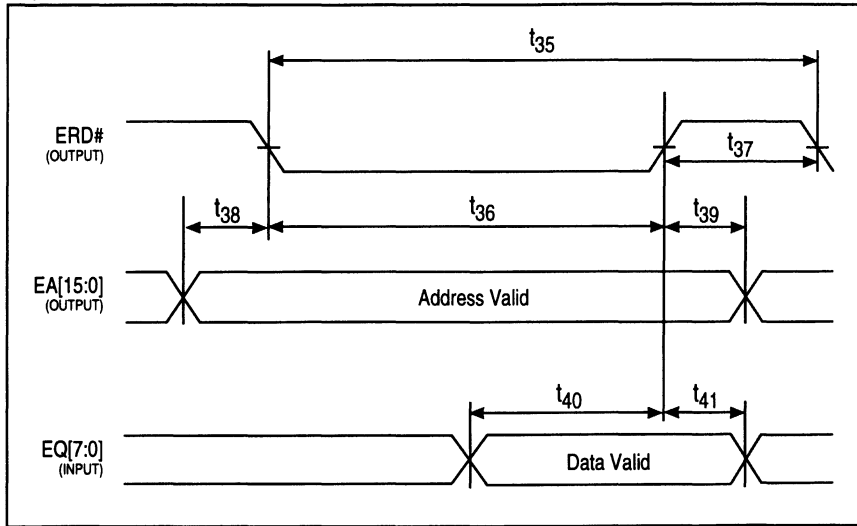 t35
ERD#
(OUTPUT)
t37
t38
t36
t39
EA[15:0]
(OUTPUT)
Address Valid
t40
t41
EQ[7:0]
(INPUT)
Data Valid